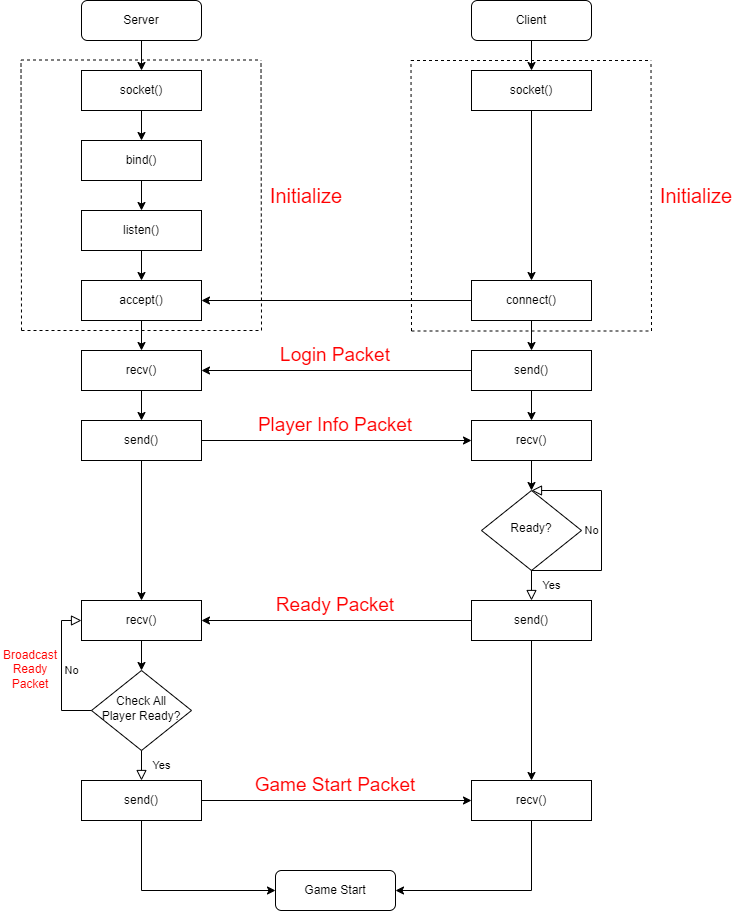 Server
Client
socket()
socket()
bind()
Initialize
Initialize
listen()
accept()
connect()
Login Packet
recv()
send()
Player Info Packet
send()
recv()
Ready?
No
Yes
Ready Packet
recv()
send()
Broadcast
Ready
Packet
No
Check All
Player Ready?
Yes
Game Start Packet
send()
recv()
Game Start